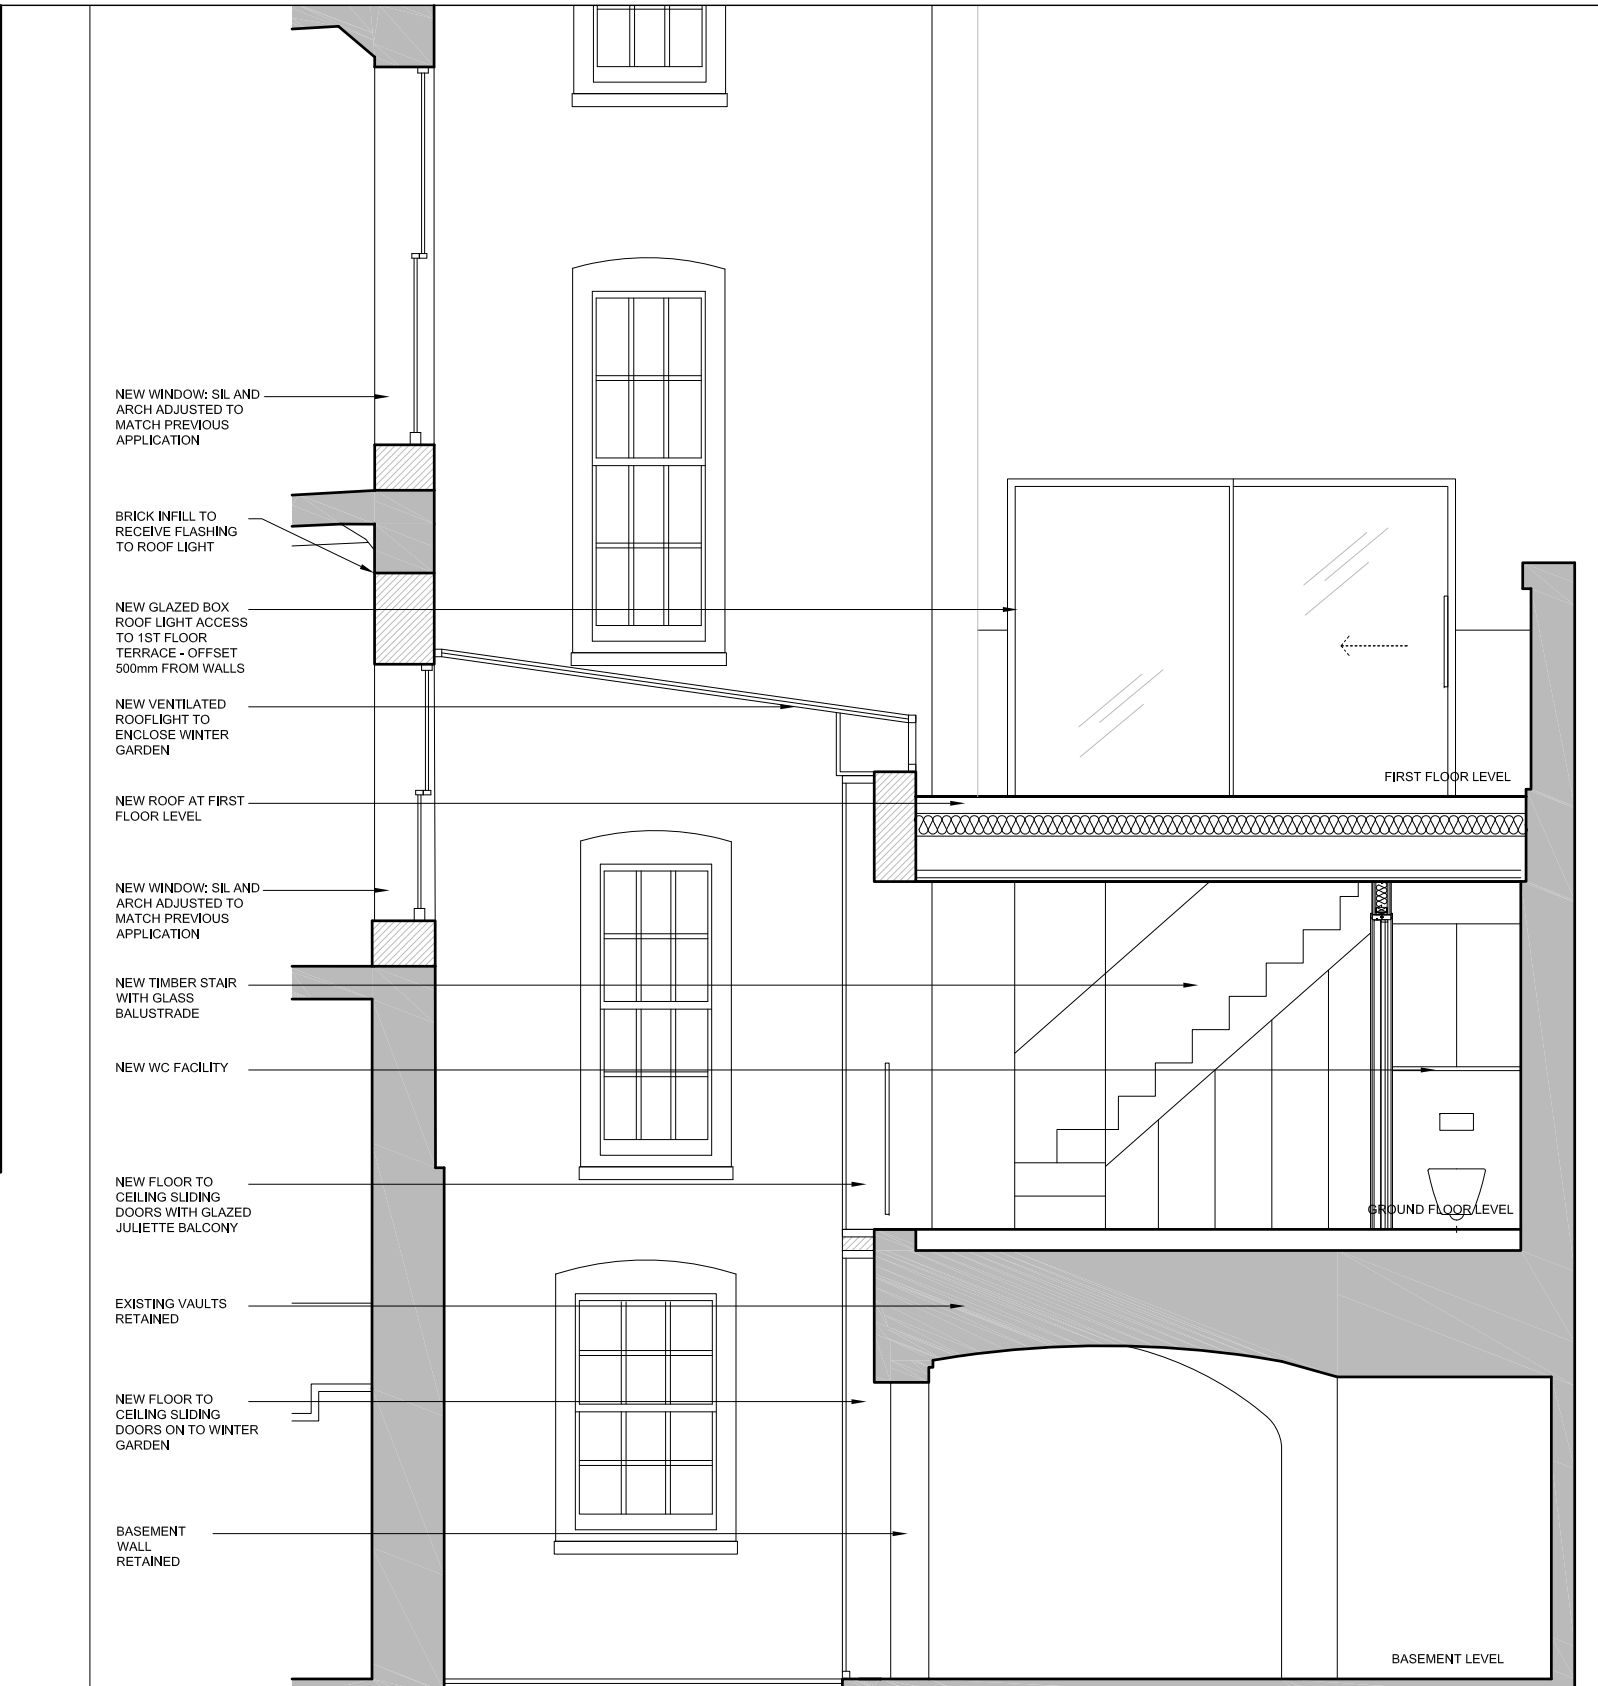 NEW WINDOW: SIL AND
ARCH ADJUSTED TO
MATCH PREVIOUS
APPLICATION
BRICK INFILL TO
RECEIVE FLASHING
TO ROOF LIGHT
NEW GLAZED BOX
ROOF LIGHT ACCESS
TO 1ST FLOOR
TERRACE - OFFSET
500mm FROM WALLS
NEW VENTILATED
ROOFLIGHT TO
ENCLOSE WINTER
GARDEN
FIRST FLOOR LEVEL
NEW ROOF AT FIRST
FLOOR LEVEL
NEW WINDOW: SIL AND
ARCH ADJUSTED TO
MATCH PREVIOUS
APPLICATION
NEW TIMBER STAIR
WITH GLASS
BALUSTRADE
NEW WC FACILITY
NEW FLOOR TO
CEILING SLIDING
DOORS WITH GLAZED
JULIETTE BALCONY
GROUND FLOOR LEVEL
EXISTING VAULTS
RETAINED
NEW FLOOR TO
CEILING SLIDING
DOORS ON TO WINTER
GARDEN
BASEMENT
WALL
RETAINED
BASEMENT LEVEL